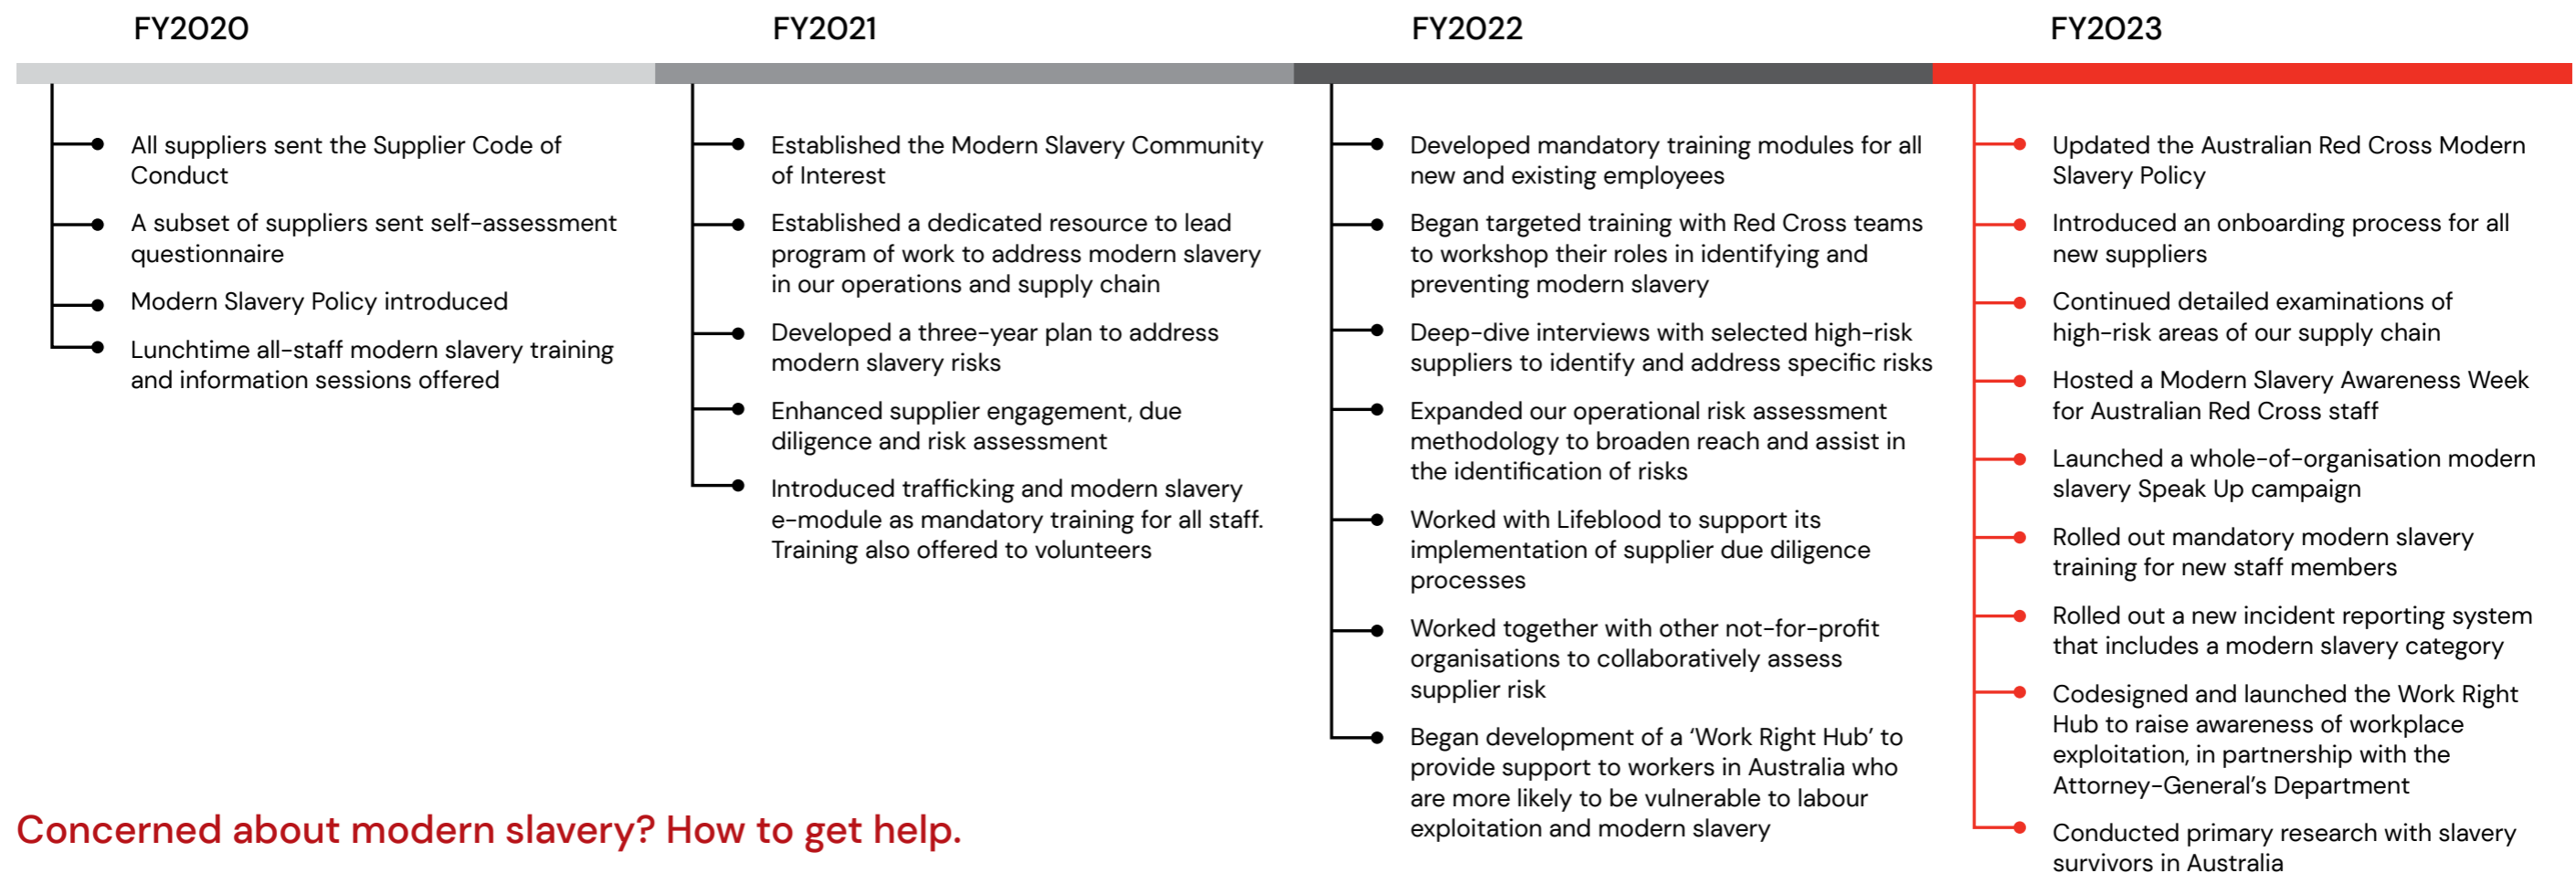 FY2020
All suppliers sent the Supplier Code of
Conduct
A subset of suppliers sent self-assessment
questionnaire
Modern Slavery Policy introduced
Lunchtime all-staff modern slavery training
and information sessions offered
FY2021
Established the Modern Slavery Community
of Interest
Established a dedicated resource to lead
program of work to address modern slavery
in our operations and supply chain
Developed a three-year plan to address
modern slavery risks
Enhanced supplier engagement, due
diligence and risk assessment
Introduced trafficking and modern slavery
e-module as mandatory training for all staff.
Training also offered to volunteers
FY2022
Developed mandatory training modules for all
new and existing employees
Began targeted training with Red Cross teams
to workshop their roles in identifying and
preventing modern slavery
Deep-dive interviews with selected high-risk
suppliers to identify and address specific risks
Expanded our operational risk assessment
methodology to broaden reach and assist in
the identification of risks
Worked with Lifeblood to support its
implementation of supplier due diligence
processes
Worked together with other not-for-profit
organisations to collaboratively assess
supplier risk
Began development of a ‘Work Right Hub’ to
provide support to workers in Australia who
are more likely to be vulnerable to labour
exploitation and modern slavery
FY2023
Updated the Australian Red Cross Modern
Slavery Policy
Introduced an onboarding process for all
new suppliers
Continued detailed examinations of
high-risk areas of our supply chain
Hosted a Modern Slavery Awareness Week
for Australian Red Cross staff
Launched a whole-of-organisation modern
slavery Speak Up campaign
Rolled out mandatory modern slavery
training for new staff members
Rolled out a new incident reporting system
that includes a modern slavery category
Codesigned and launched the Work Right
Hub to raise awareness of workplace
exploitation, in partnership with the
Attorney-General’s Department
Conducted primary research with slavery
survivors in Australia
Concerned about modern slavery? How to get help.